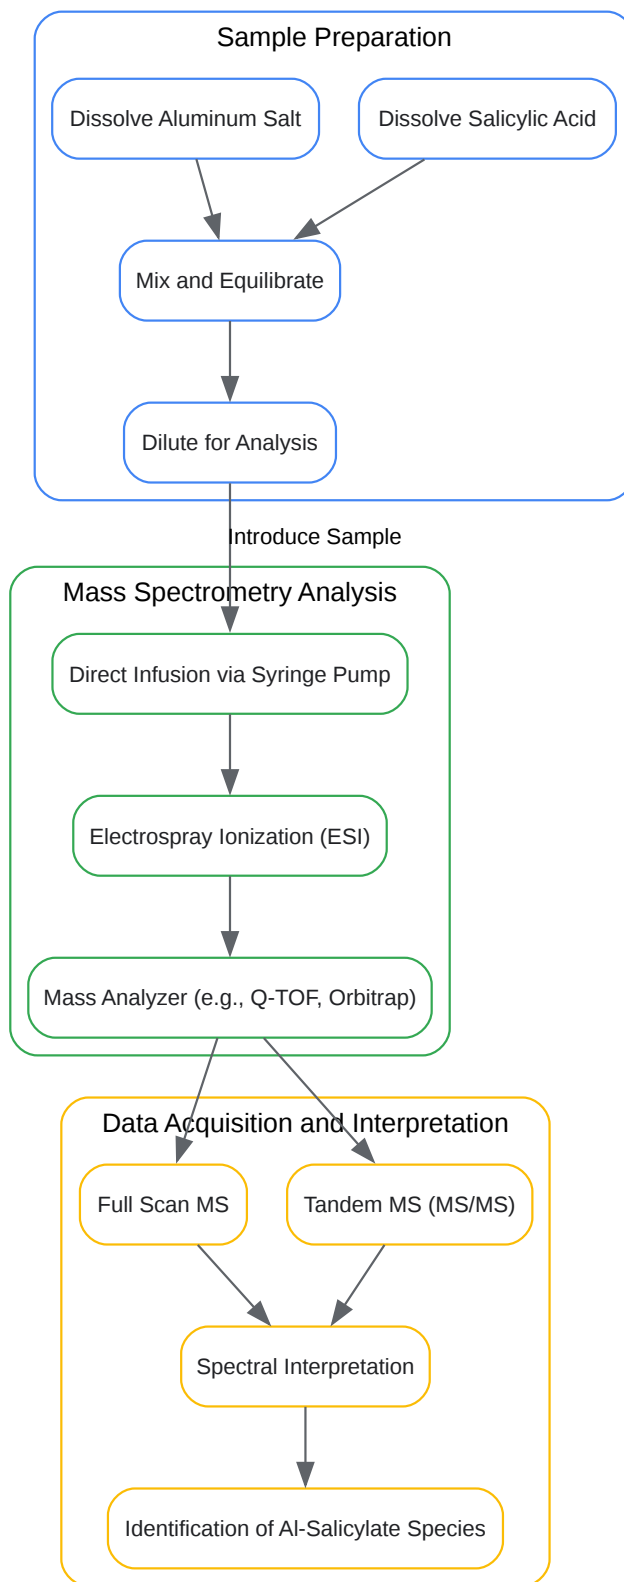 Sample Preparation
Dissolve Aluminum Salt
Dissolve Salicylic Acid
Mix and Equilibrate
Dilute for Analysis
Introduce Sample
Mass Spectrometry Analysis
Direct Infusion via Syringe Pump
Electrospray Ionization (ESI)
Mass Analyzer (e.g., Q-TOF, Orbitrap)
Data Acquisition and Interpretation
Full Scan MS
Tandem MS (MS/MS)
Spectral Interpretation
Identification of Al-Salicylate Species